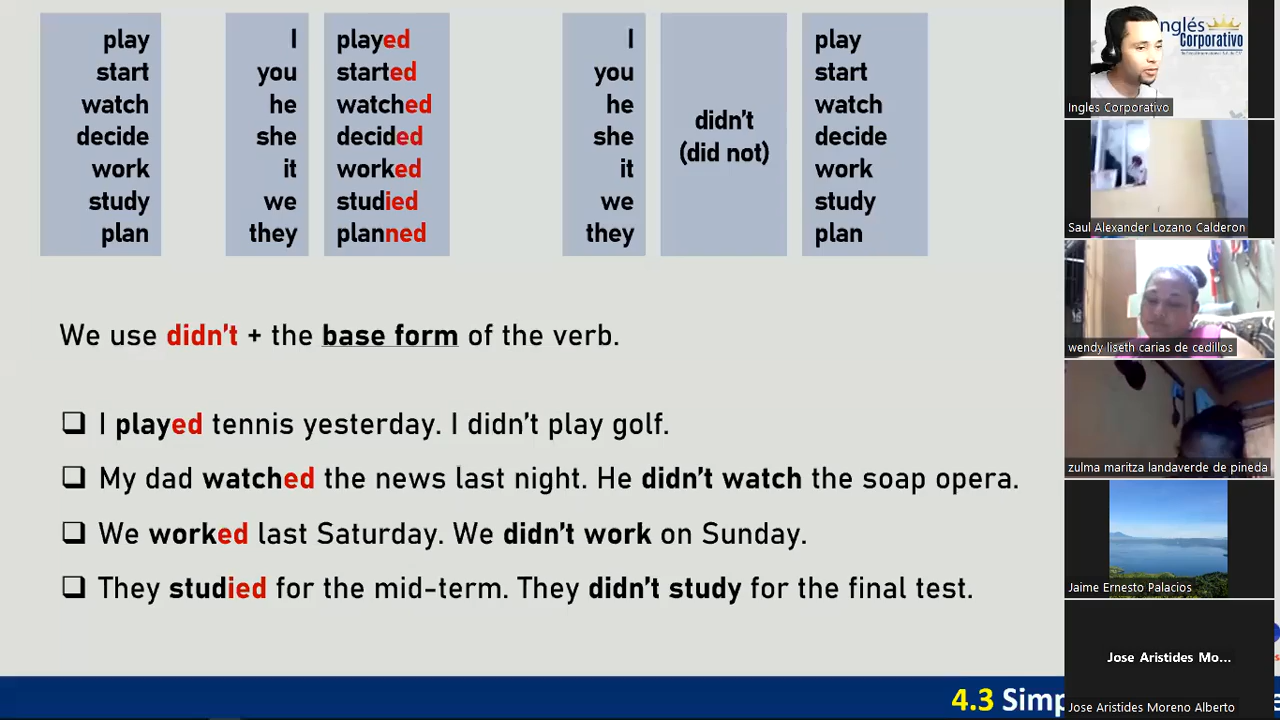 play
start
watch
decide
work
study
plan
I
you
he
she
it
we
they
played
started
watched
decided
worked
studied
planned
I
you
he
she
it
we
they
didn't
(did not)
play
start
watch
decide
work
study
plan
We use didn't + the base form of the verb.
❑ I played tennis yesterday. I didn't play golf.
❑ My dad watched the news last night. He didn't watch the soap opera.
❑ We worked last Saturday. We didn't work on Sunday.
❑ They studied for the mid-term. They didn't study for the final test.
4.3 Simp
nglés
Corporativo
Ingles Corporativo
Saul Alexander Lozano Calderon
wendy liseth carias de cedillos
zulma maritza landaverde de pineda
Jaime Ernesto Palacios
Jose Aristides Mo...
Jose Aristides Moreno Alberto